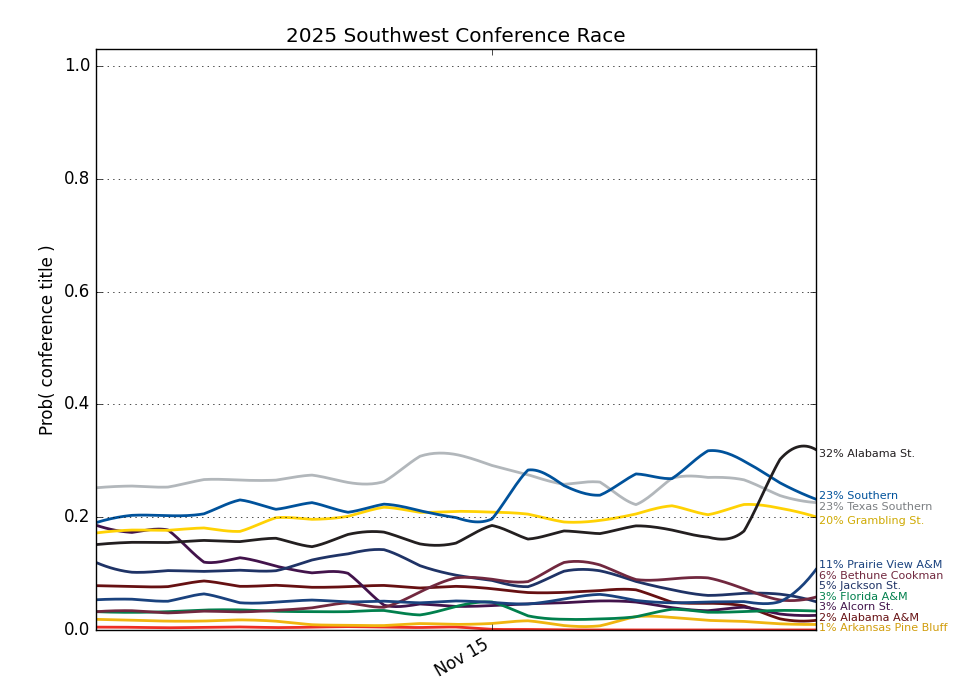 2025 Southwest Conference Race
Prob( conference title )
1.0
0.8
0.6
0.4
0.2
0.0
Nov 15
32% Alabama St.
23% Southern
23% Texas Southern
20% Grambling St.
11% Prairie View A&M
6% Bethune Cookman
5% Jackson St.
3% Florida A&M
3% Alcorn St.
2% Alabama A&M
1% Arkansas Pine Bluff